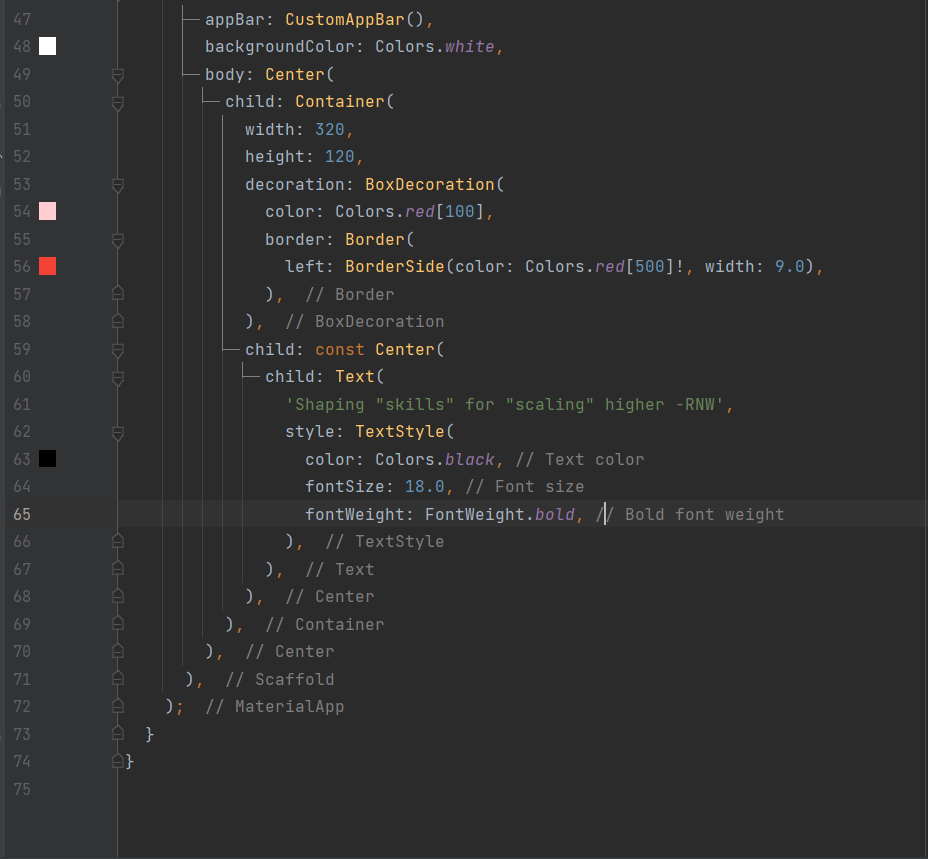 47 appBar: CustomAppBar(),
48 backgroundColor: Colors.white,
49 body: Center(
50 child: Container(
51 width: 320,
52 height: 120,
53 decoration: BoxDecoration(
54 color: Colors.red[100],
55 border: Border(
56 left: BorderSide(color: Colors.red[500]!, width: 9.0),
57 ), // Border
58 ), // BoxDecoration
59 child: const Center(
60 child: Text(
61 'Shaping "skills" for "scaling" higher -RNW',
62 style: TextStyle(
63 color: Colors.black, // Text color
64 fontSize: 18.0, // Font size
65 fontWeight: FontWeight.bold, // Bold font weight
66 ), // TextStyle
67 ), // Text
68 ), // Center
69 ), // Container
70 ), // Center
71 ), // Scaffold
72 ); // MaterialApp
73 }
74 }
75